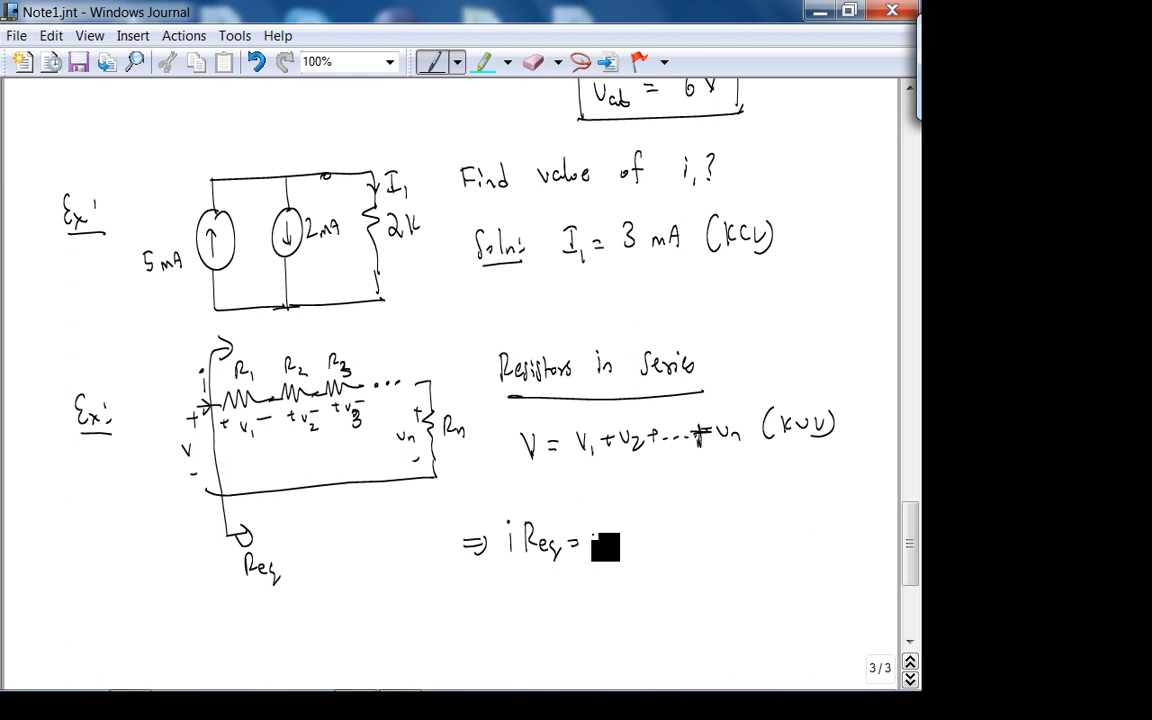 Note1.jnt - Windows Journal
File Edit View Insert Actions Tools Help
100%
Vab = 6 V
Ex:
5 mA
2mA
I1
2K
Find value of i1?
Soln: I1 = 3 mA (KCL)
Ex:
i
R1 R2 R3 ...
+ V1 - + V2 - + V3 -
+ V -
+ Vn -
Rn
Req
Resistors in Series
V = V1 + V2 + ... + Vn (KVL)
⇒ i Req =
3 / 3